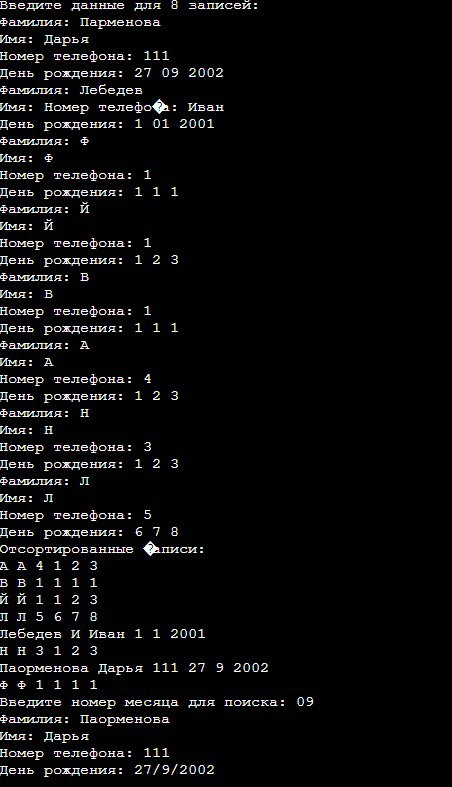 Введите данные для 8 записей:
Фамилия: Парменова
Имя: Дарья
Номер телефона: 111
День рождения: 27 09 2002
Фамилия: Лебедев
Имя: Номер телефо�а: Иван
День рождения: 1 01 2001
Фамилия: Ф
Имя: Ф
Номер телефона: 1
День рождения: 1 1 1
Фамилия: Й
Имя: Й
Номер телефона: 1
День рождения: 1 2 3
Фамилия: В
Имя: В
Номер телефона: 1
День рождения: 1 1 1
Фамилия: А
Имя: А
Номер телефона: 4
День рождения: 1 2 3
Фамилия: Н
Имя: Н
Номер телефона: 3
День рождения: 1 2 3
Фамилия: Л
Имя: Л
Номер телефона: 5
День рождения: 6 7 8
Отсортированные �аписи:
А А 4 1 2 3
В В 1 1 1 1
Й Й 1 1 2 3
Л Л 5 6 7 8
Лебедев И Иван 1 1 2001
Н Н 3 1 2 3
Паорменова Дарья 111 27 9 2002
Ф Ф 1 1 1 1
Введите номер месяца для поиска: 09
Фамилия: Паорменова
Имя: Дарья
Номер телефона: 111
День рождения: 27/9/2002